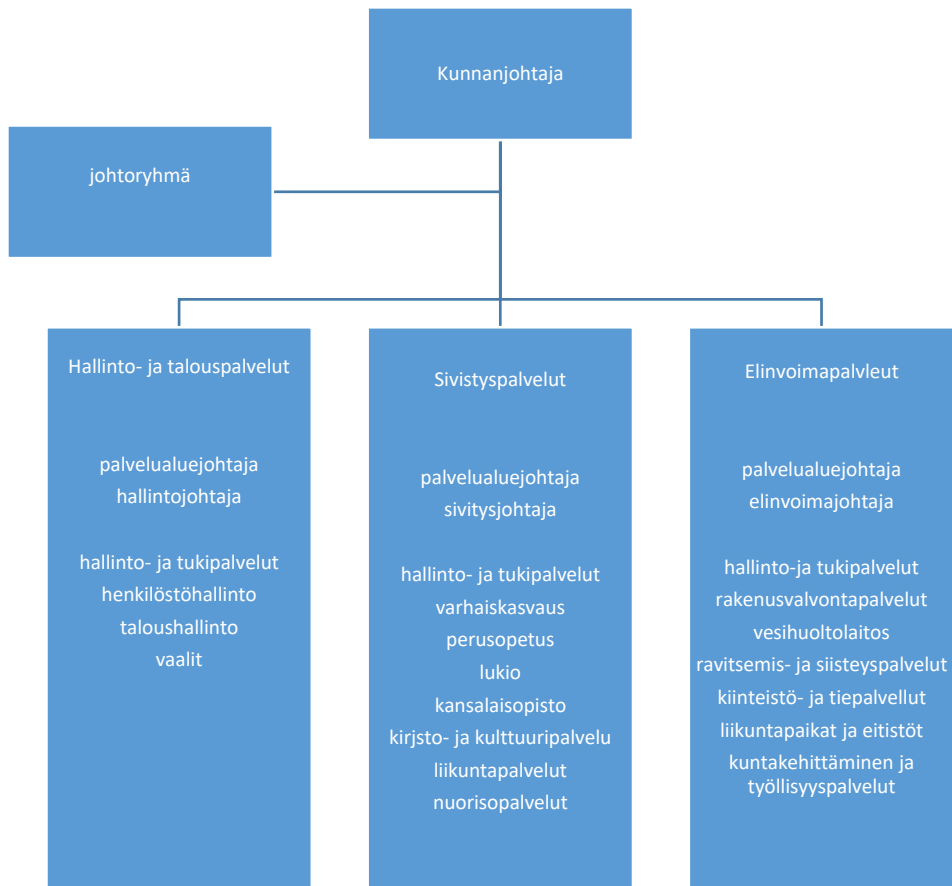 Kunnanjohtaja
johtoryhmä
Hallinto- ja talouspalvelut
palvelualuejohtaja
hallintojohtaja
hallinto- ja tukipalvelut
henkilöstöhallinto
taloushallinto
vaalit
Sivistyspalvelut
palvelualuejohtaja
sivitysjohtaja
hallinto- ja tukipalvelut
varhaiskasvaus
perusopetus
lukio
kansalaisopisto
kirjsto- ja kulttuuripalvelu
liikuntapalvelut
nuorisopalvelut
Elinvoimapalvleut
palvelualuejohtaja
elinvoimajohtaja
hallinto-ja tukipalvelut
rakenusvalvontapalvelut
vesihuoltolaitos
ravitsemis- ja siisteyspalvelut
kiinteistö- ja tiepalvellut
liikuntapaikat ja eitistöt
kuntakehittäminen ja
työllisyyspalvelut